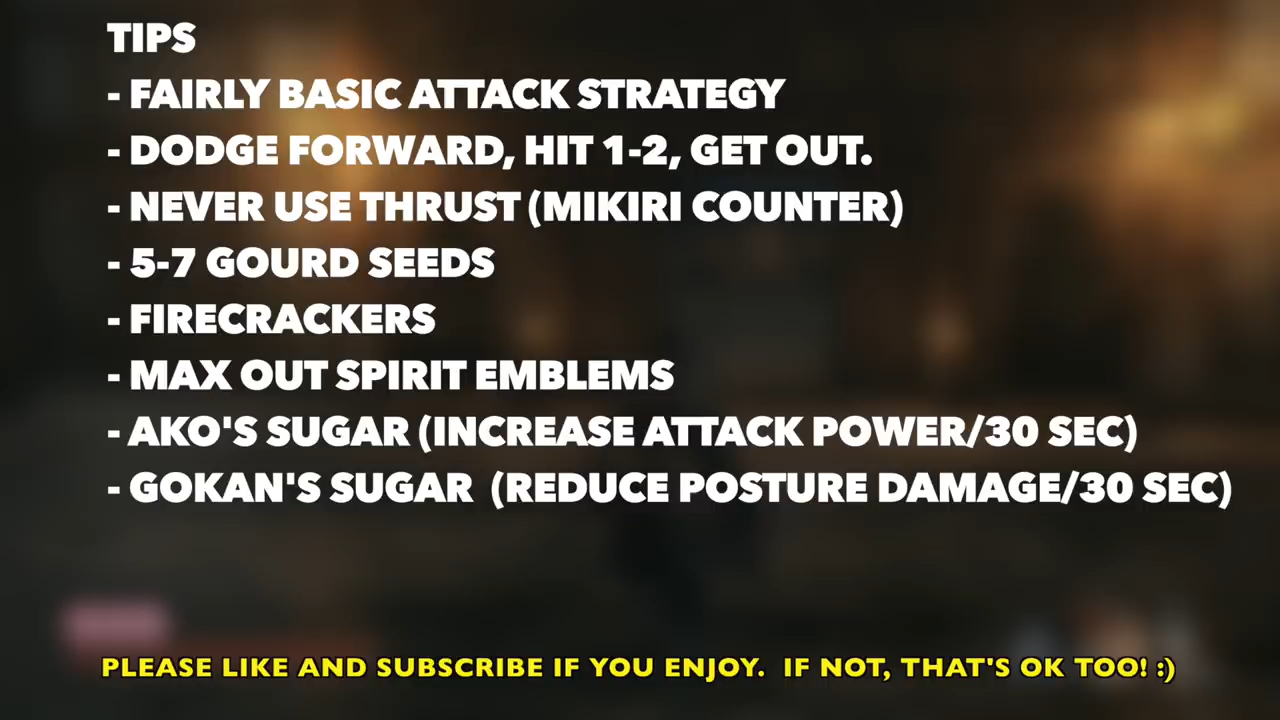 TIPS
- FAIRLY BASIC ATTACK STRATEGY
- DODGE FORWARD, HIT 1-2, GET OUT.
- NEVER USE THRUST (MIKIRI COUNTER)
- 5-7 GOURD SEEDS
- FIRECRACKERS
- MAX OUT SPIRIT EMBLEMS
- AKO'S SUGAR (INCREASE ATTACK POWER/30 SEC)
- GOKAN'S SUGAR  (REDUCE POSTURE DAMAGE/30 SEC)
PLEASE LIKE AND SUBSCRIBE IF YOU ENJOY.  IF NOT, THAT'S OK TOO! :)